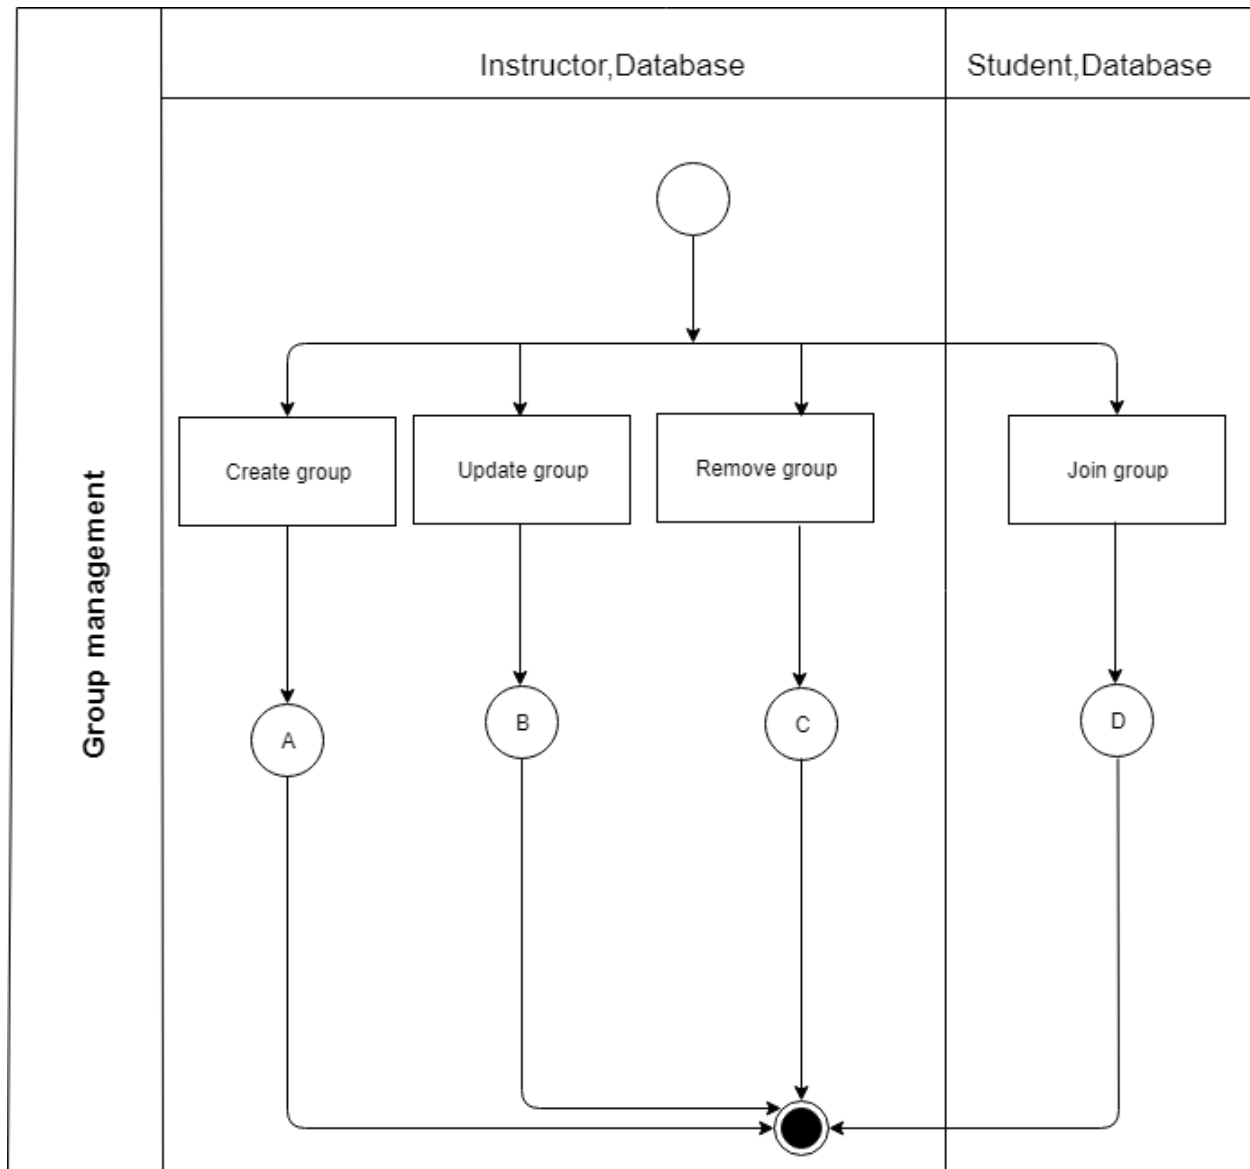 Instructor,Database
Student,Database
Group management
Create group
Update group
Remove group
Join group
A
B
C
D